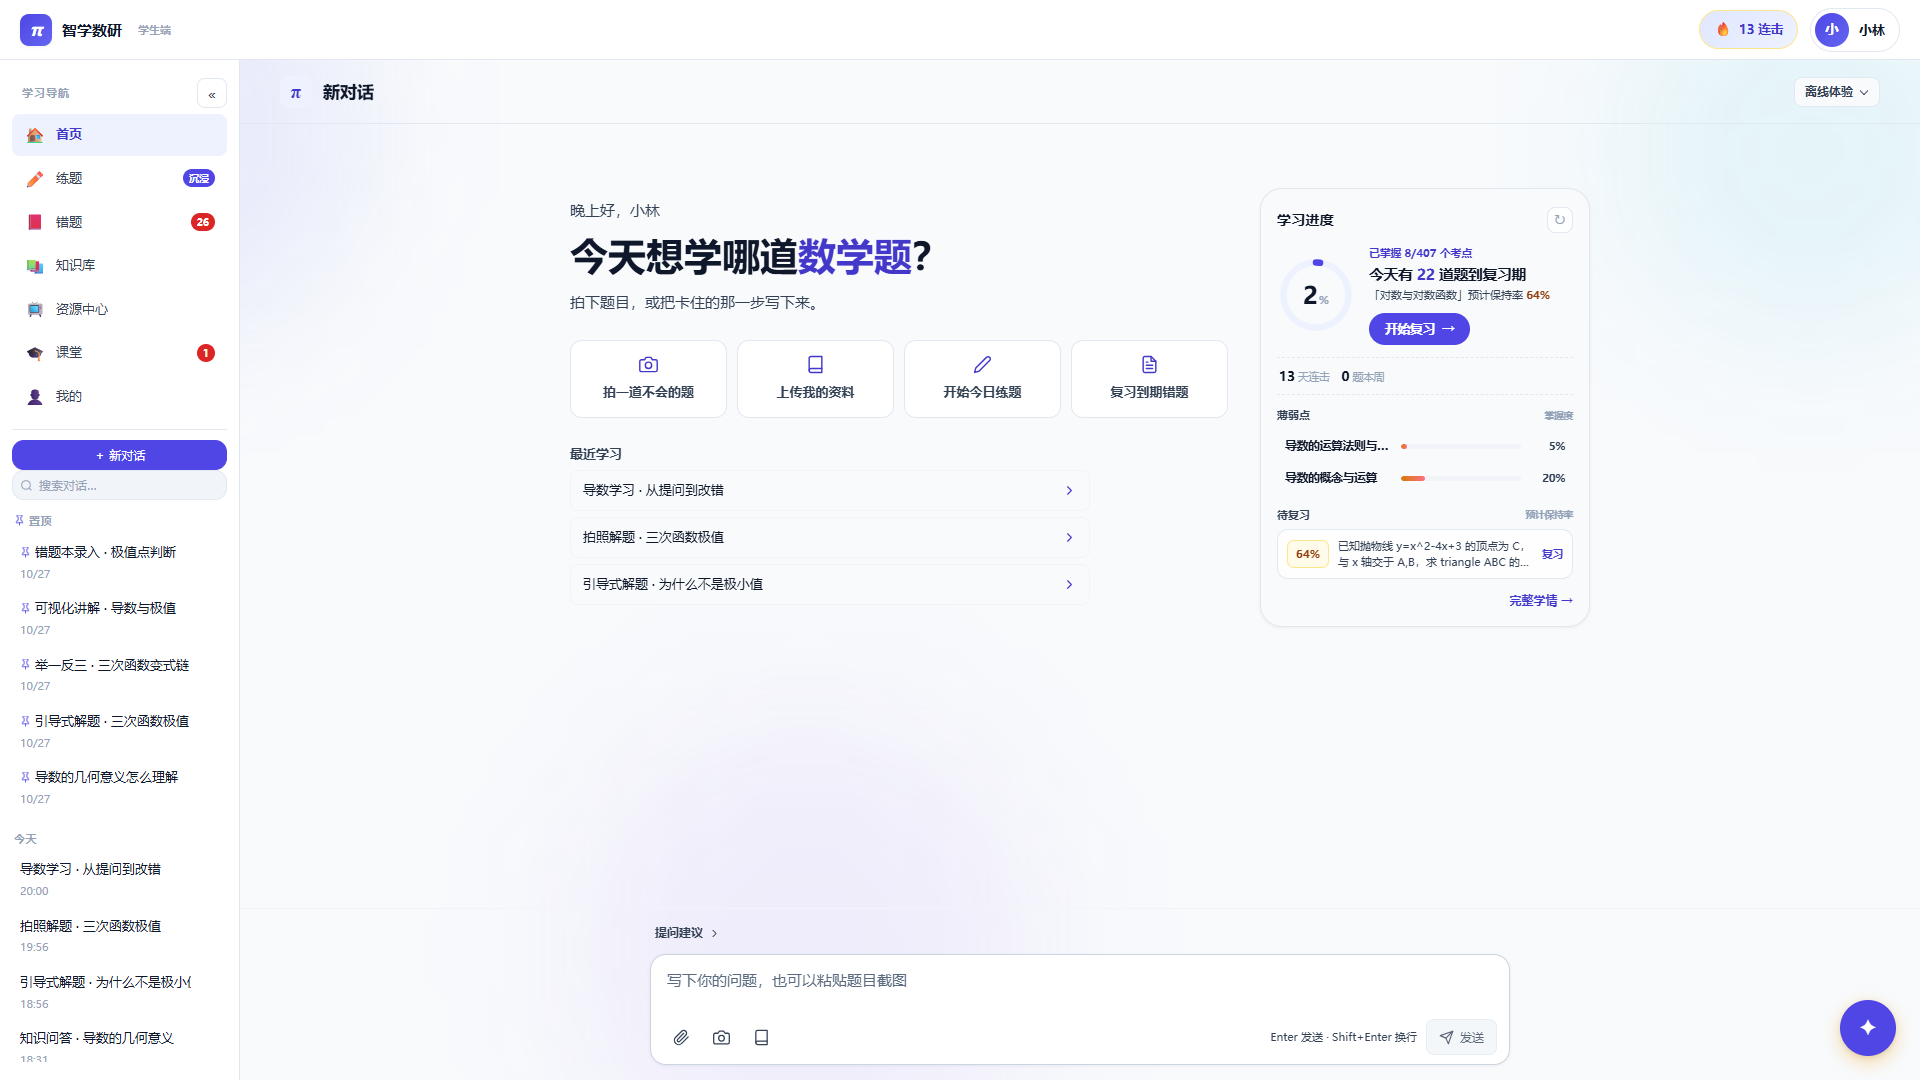 π 智学数研 学生端
13 连击
小 小林
学习导航
«
首页
练题 沉浸
错题 26
知识库
资源中心
课堂 1
我的
+ 新对话
搜索对话...
置顶
错题本录入 · 极值点判断
10/27
可视化讲解 · 导数与极值
10/27
举一反三 · 三次函数变式链
10/27
引导式解题 · 三次函数极值
10/27
导数的几何意义怎么理解
10/27
今天
导数学习 · 从提问到改错
20:00
拍照解题 · 三次函数极值
19:56
引导式解题 · 为什么不是极小
18:56
知识问答 · 导数的几何意义
18:31
π 新对话
离线体验
晚上好，小林
今天想学哪道数学题？
拍下题目，或把卡住的那一步写下来。
拍一道不会的题
上传我的资料
开始今日练题
复习到期错题
最近学习
导数学习 · 从提问到改错
拍照解题 · 三次函数极值
引导式解题 · 为什么不是极小值
学习进度
2%
已掌握 8/407 个考点
今天有 22 道题到复习期
「对数与对数函数」预计保持率 64%
开始复习 →
13 天连击 0 题本周
薄弱点 掌握度
导数的运算法则与... 5%
导数的概念与运算 20%
待复习 预计保持率
64%
已知抛物线 y=x^2-4x+3 的顶点为 C,
与 x 轴交于 A,B，求 triangle ABC 的...
复习
完整学情 →
提问建议
写下你的问题，也可以粘贴题目截图
Enter 发送 · Shift+Enter 换行
发送